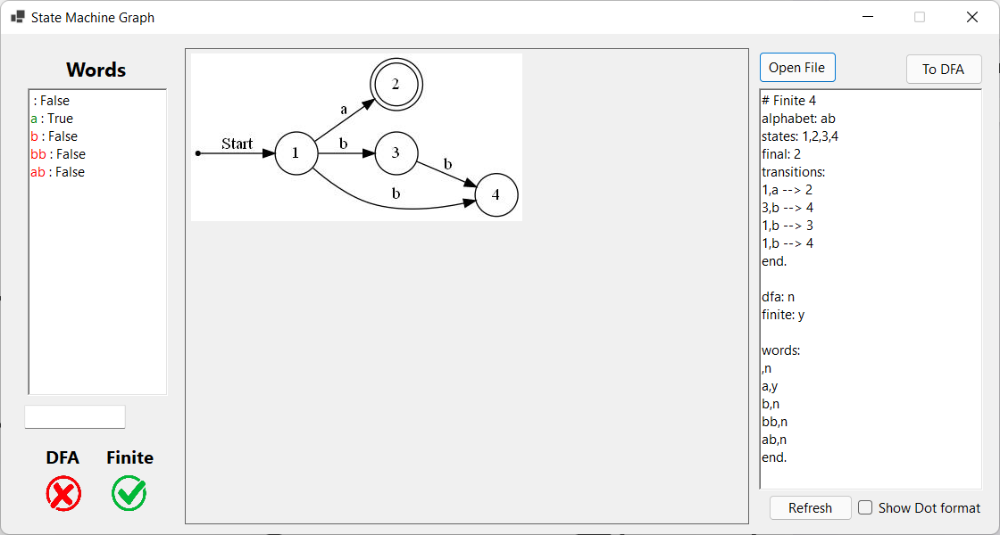 State Machine Graph
Words
: False
a : True
b : False
bb : False
ab : False
DFA Finite
Start
1
a
2
b
3
b
b
4
Open File
To DFA
# Finite 4
alphabet: ab
states: 1,2,3,4
final: 2
transitions:
1,a --> 2
3,b --> 4
1,b --> 3
1,b --> 4
end.
dfa: n
finite: y
words:
,n
a,y
b,n
bb,n
ab,n
end.
Refresh
Show Dot format